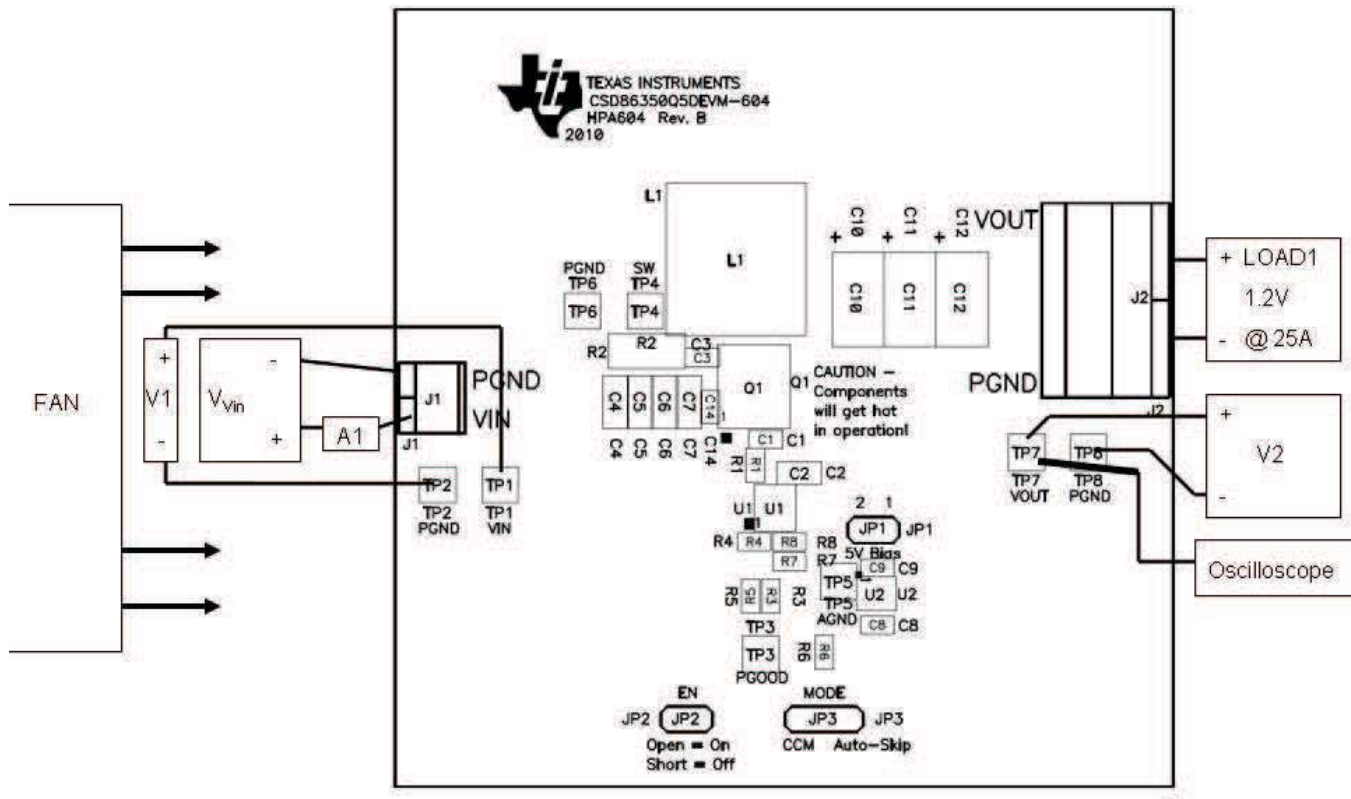 TEXAS INSTRUMENTS
CSD86350Q5DEVM-604
HPA604 Rev. B
2010
FAN
+
V1
-
VVin
-
+
A1
J1
J1
PGND
VIN
TP2
TP2
PGND
TP1
TP1
VIN
L1
L1
PGND
TP6
TP6
SW
TP4
TP4
R2
R2
C3
C3
C4
C5
C6
C7
C14
C4
C5
C6
C7
C14
1
Q1
Q1
CAUTION -
Components
will get hot
in operation!
C1
C1
R1
R1
C2
C2
U1
U1
1
R4
R4
R8
R8
R7
R7
R5
R5
R3
R3
TP3
TP3
PGOOD
R6
R6
2 1
JP1
JP1
5V Bias
TP5
TP5
AGND
C9
C9
U2
U2
C8
C8
EN
JP2
JP2
Open = On
Short = Off
MODE
JP3
JP3
CCM Auto-Skip
+ C10
+ C11
+ C12
C10
C11
C12
VOUT
PGND
J2
J2
+ LOAD1
1.2V
- @ 25A
TP7
TP7
VOUT
TP8
TP8
PGND
+
V2
-
Oscilloscope